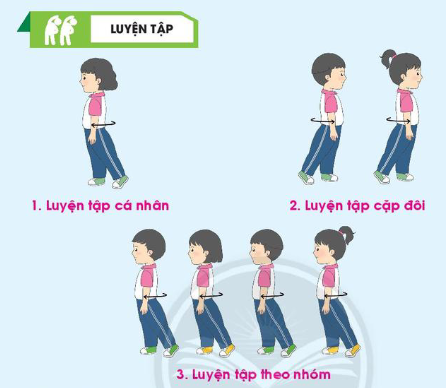 LUYỆN TẬP
1. Luyện tập cá nhân
2. Luyện tập cặp đôi
3. Luyện tập theo nhóm